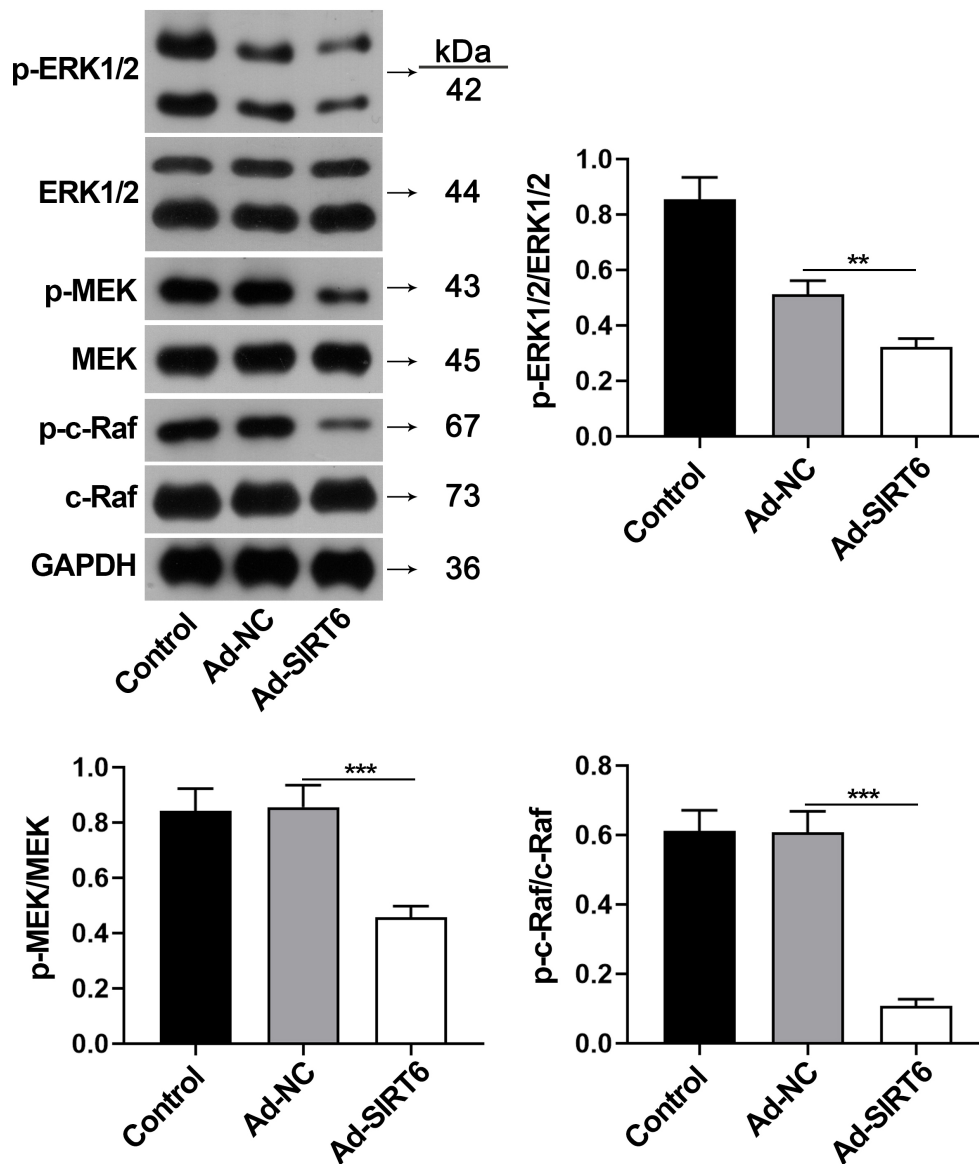 kDa
p-ERK1/2 → 42
ERK1/2 → 44
p-MEK → 43
MEK → 45
p-c-Raf → 67
c-Raf → 73
GAPDH → 36
Control Ad-NC Ad-SIRT6
p-ERK1/2/ERK1/2
1.0
0.8
0.6
0.4
0.2
0.0
**
Control Ad-NC Ad-SIRT6
p-MEK/MEK
1.0
0.8
0.6
0.4
0.2
0.0
***
Control Ad-NC Ad-SIRT6
p-c-Raf/c-Raf
0.8
0.6
0.4
0.2
0.0
***
Control Ad-NC Ad-SIRT6